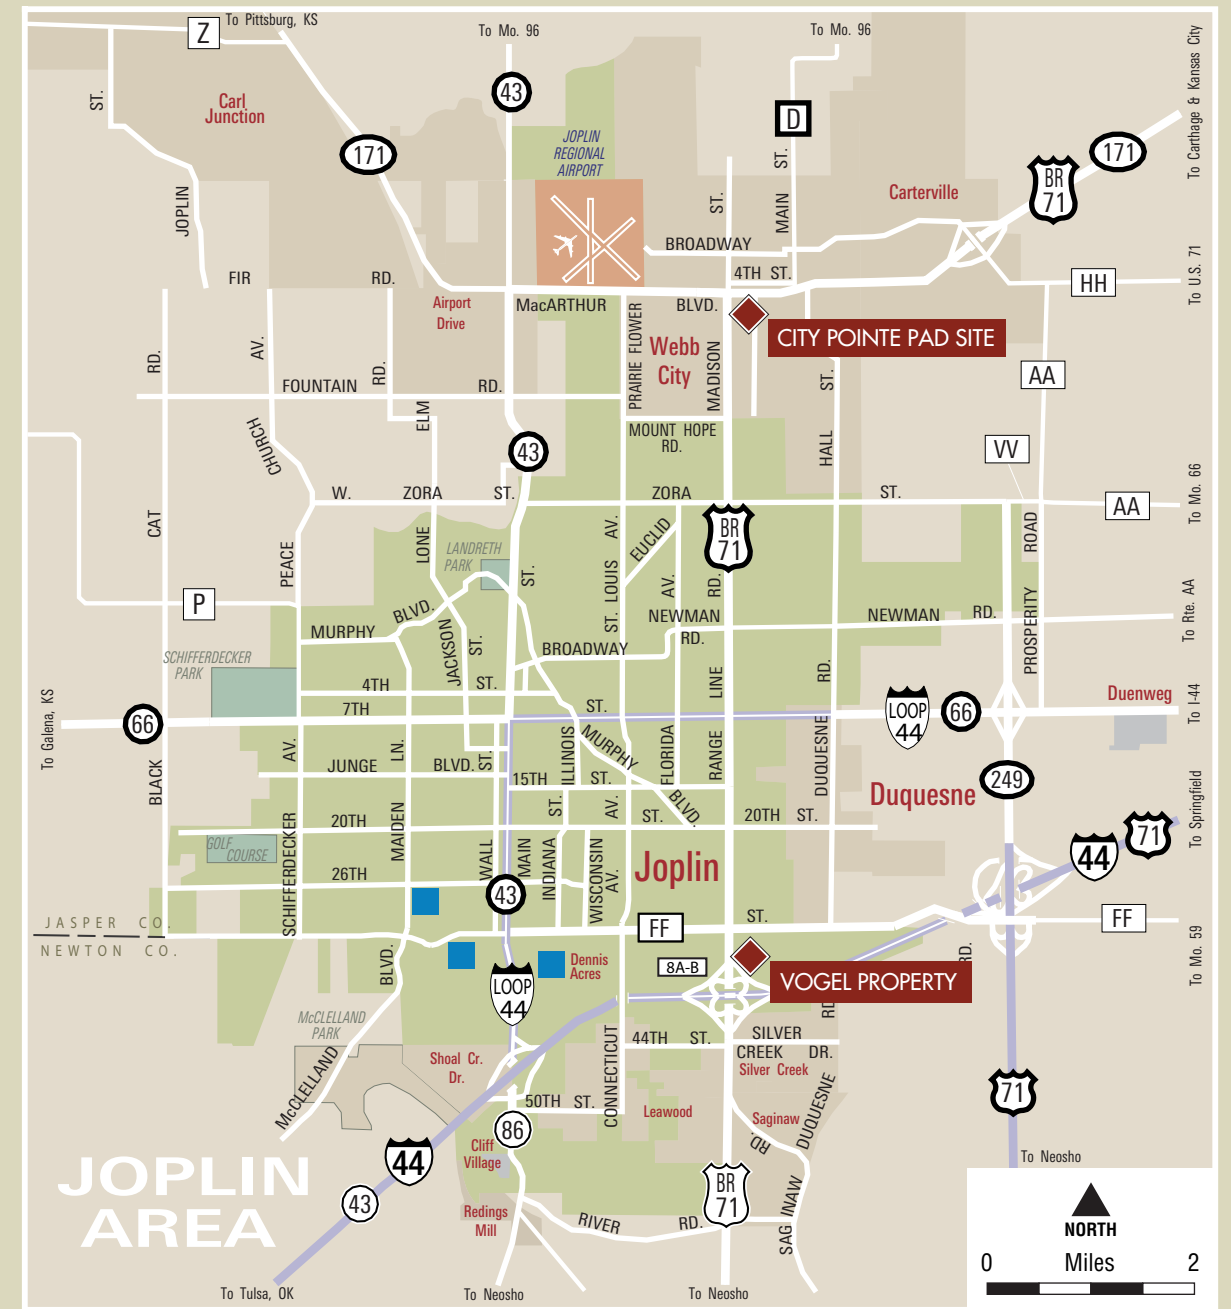 To Pittsburg, KS
Z
To Mo. 96
To Mo. 96
To Carthage & Kansas City
ST.
Carl
Junction
43
D
JOPLIN
REGIONAL
AIRPORT
171
171
BR
71
ST.
MAIN
Carterville
ST.
JOPLIN
BROADWAY
FIR
RD.
4TH ST.
HH
To U.S. 71
Airport
Drive
MacARTHUR
BLVD.
CITY POINTE PAD SITE
PRAIRIE FLOWER
Webb
City
MADISON
RD.
AV.
RD.
ST.
AA
FOUNTAIN
RD.
ELM
CHURCH
MOUNT HOPE
RD.
43
HALL
VV
W.
ZORA
ST.
ZORA
ST.
AA
To Mo. 66
CAT
LONE
AV.
EUCLID
BR
71
ROAD
PEACE
LANDRETH
PARK
ST.
ST. LOUIS
AV.
RD.
P
BLVD.
MURPHY
NEWMAN
RD.
NEWMAN
RD.
To Rte. AA
JACKSON
ST.
BROADWAY
PROSPERITY
SCHIFFERDECKER
PARK
4TH
ST.
LINE
RD.
7TH
ST.
Duenweg
To Galena, KS
66
LOOP
44
66
To I-44
BLACK
AV.
LN.
ST.
ILLINOIS
MURPHY
FLORIDA
RANGE
DUQUESNE
JUNGE
BLVD.
15TH
ST.
BLVD.
249
Duquesne
SCHIFFERDECKER
MAIDEN
ST.
AV.
ST.
20TH
20TH ST.
71
44
To Springfield
GOLF
COURSE
WALL
MAIN
INDIANA
WISCONSIN
AV.
Joplin
26TH
43
JASPER CO.
NEWTON CO.
FF
ST.
FF
BLVD.
Dennis
Acres
8A-B
VOGEL PROPERTY
RD.
RD.
To Mo. 59
LOOP
44
McCLELLAND
PARK
CONNECTICUT
44TH ST.
SILVER
CREEK DR.
Silver Creek
McCLELLAND
Shoal Cr.
Dr.
DUQUESNE
71
50TH ST.
Leawood
Saginaw
RD.
86
44
Cliff
Village
To Neosho
JOPLIN
AREA
43
BR
71
Redings
Mill
RIVER
RD.
SAGINAW
NORTH
0 Miles 2
To Tulsa, OK
To Neosho
To Neosho